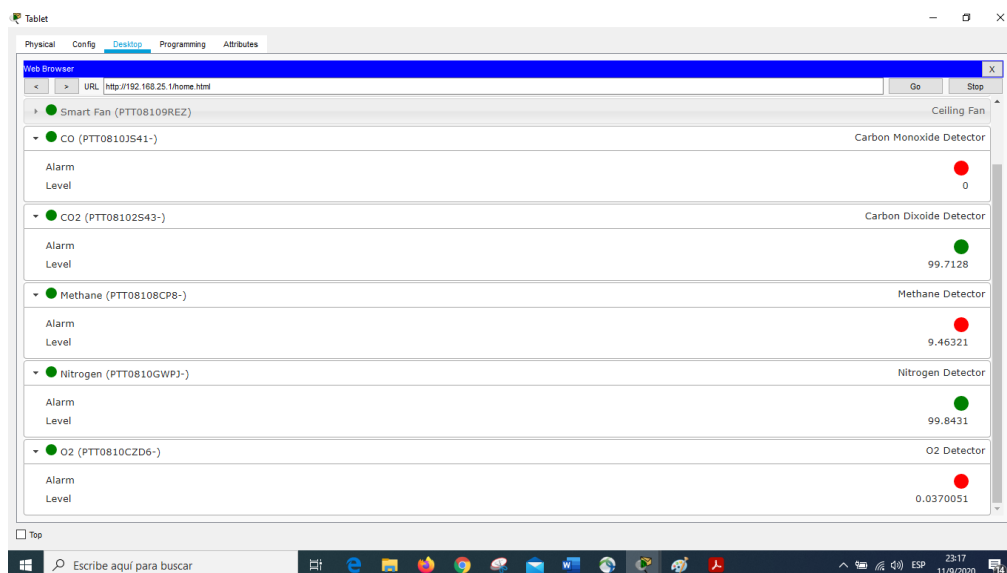 Tablet
Physical Config Desktop Programming Attributes
Web Browser X
< > URL http://192.168.25.1/home.html Go Stop
Smart Fan (PTT08109REZ) Ceiling Fan
CO (PTT0810JS41-) Carbon Monoxide Detector
Alarm
Level 0
CO2 (PTT08102S43-) Carbon Dixoide Detector
Alarm
Level 99.7128
Methane (PTT08108CP8-) Methane Detector
Alarm
Level 9.46321
Nitrogen (PTT0810GWPJ-) Nitrogen Detector
Alarm
Level 99.8431
O2 (PTT0810CZD6-) O2 Detector
Alarm
Level 0.0370051
Top
Escribe aquí para buscar ESP 23:17
11/9/2020 14